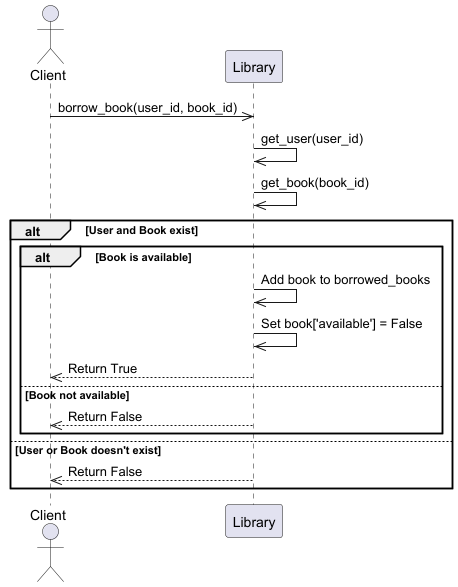 Client
Library
borrow_book(user_id, book_id)
get_user(user_id)
get_book(book_id)
alt [User and Book exist]
alt [Book is available]
Add book to borrowed_books
Set book['available'] = False
Return True
[Book not available]
Return False
[User or Book doesn't exist]
Return False
Client
Library